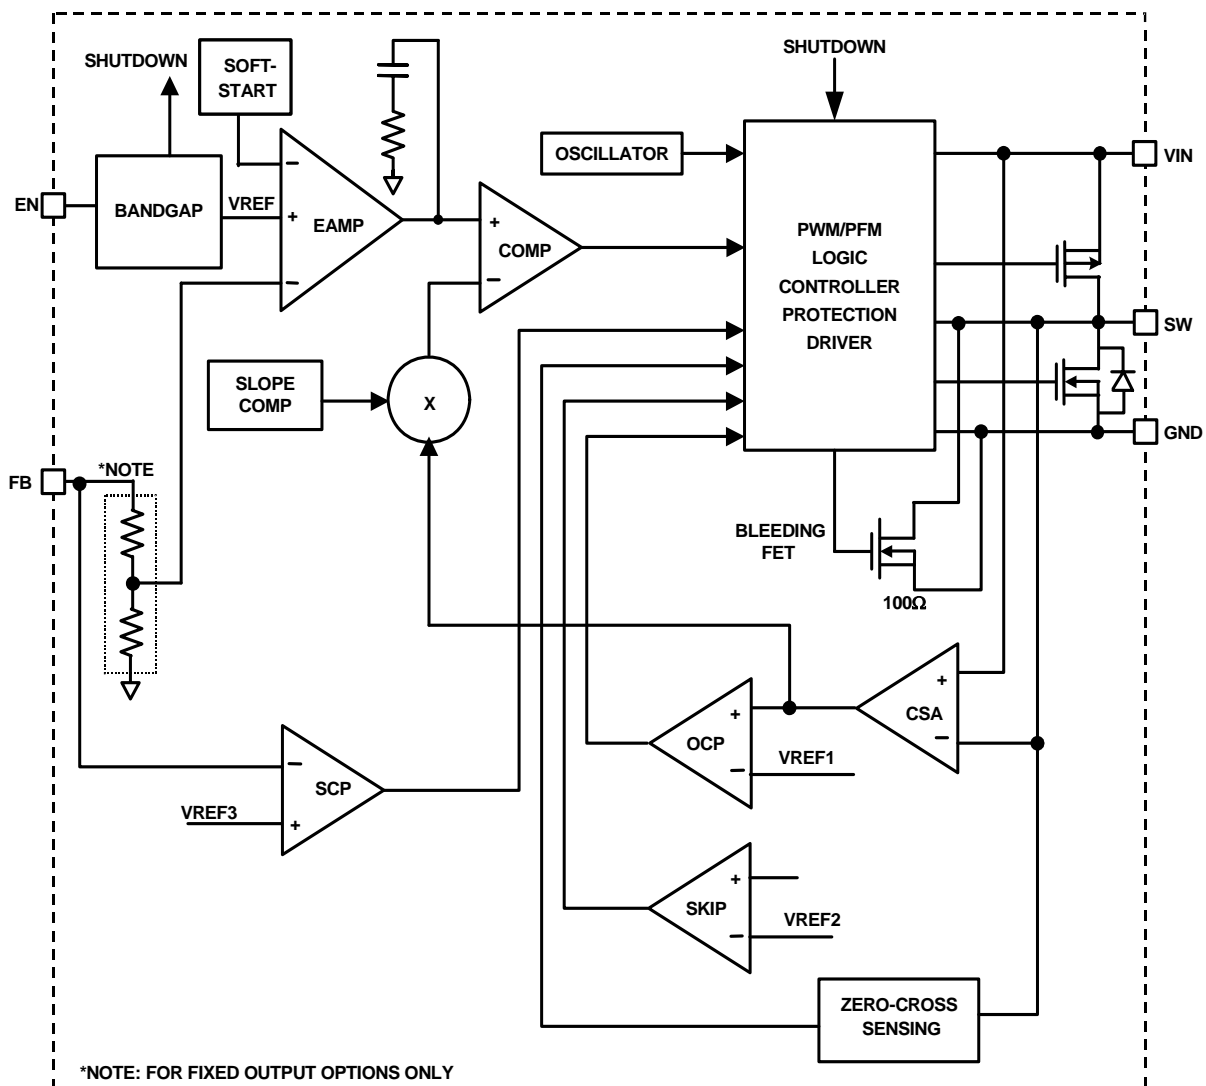 SHUTDOWN
SOFT-
START
SHUTDOWN
OSCILLATOR
VIN
EN
BANDGAP
VREF
−
+
−
EAMP
+
−
COMP
PWM/PFM
LOGIC
CONTROLLER
PROTECTION
DRIVER
SW
SLOPE
COMP
X
GND
FB
*NOTE
BLEEDING
FET
100Ω
+
−
CSA
+
−
OCP
VREF1
−
+
SCP
VREF3
+
−
SKIP
VREF2
ZERO-CROSS
SENSING
*NOTE: FOR FIXED OUTPUT OPTIONS ONLY